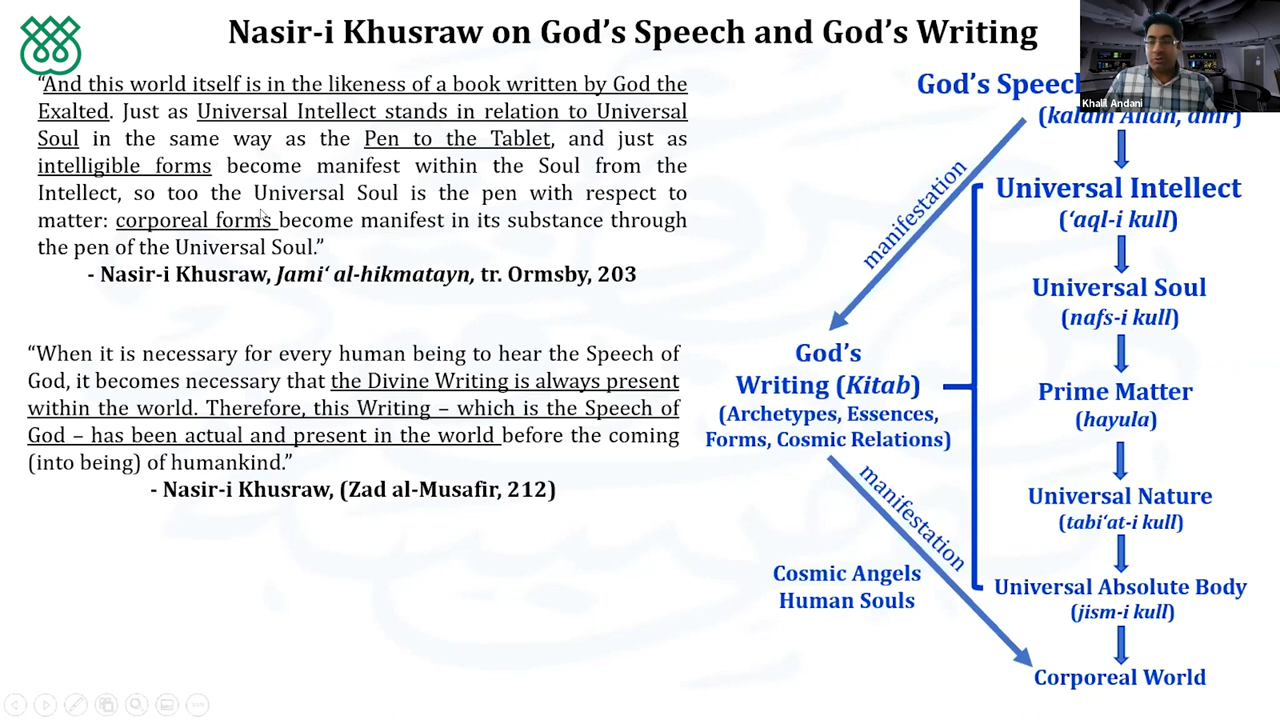 Nasir-i Khusraw on God’s Speech and God’s Writing
“And this world itself is in the likeness of a book written by God the
Exalted. Just as Universal Intellect stands in relation to Universal
Soul in the same way as the Pen to the Tablet, and just as
intelligible forms become manifest within the Soul from the
Intellect, so too the Universal Soul is the pen with respect to
matter: corporeal forms become manifest in its substance through
the pen of the Universal Soul.”
- Nasir-i Khusraw, Jami‘ al-hikmatayn, tr. Ormsby, 203
“When it is necessary for every human being to hear the Speech of
God, it becomes necessary that the Divine Writing is always present
within the world. Therefore, this Writing – which is the Speech of
God – has been actual and present in the world before the coming
(into being) of humankind.”
- Nasir-i Khusraw, (Zad al-Musafir, 212)
Khalil Andani
God’s Speech
(kalam Allah, amr)
manifestation
Universal Intellect
(‘aql-i kull)
Universal Soul
(nafs-i kull)
God’s
Writing (Kitab)
(Archetypes, Essences,
Forms, Cosmic Relations)
Prime Matter
(hayula)
manifestation
Universal Nature
(tabi‘at-i kull)
Cosmic Angels
Human Souls
Universal Absolute Body
(jism-i kull)
Corporeal World